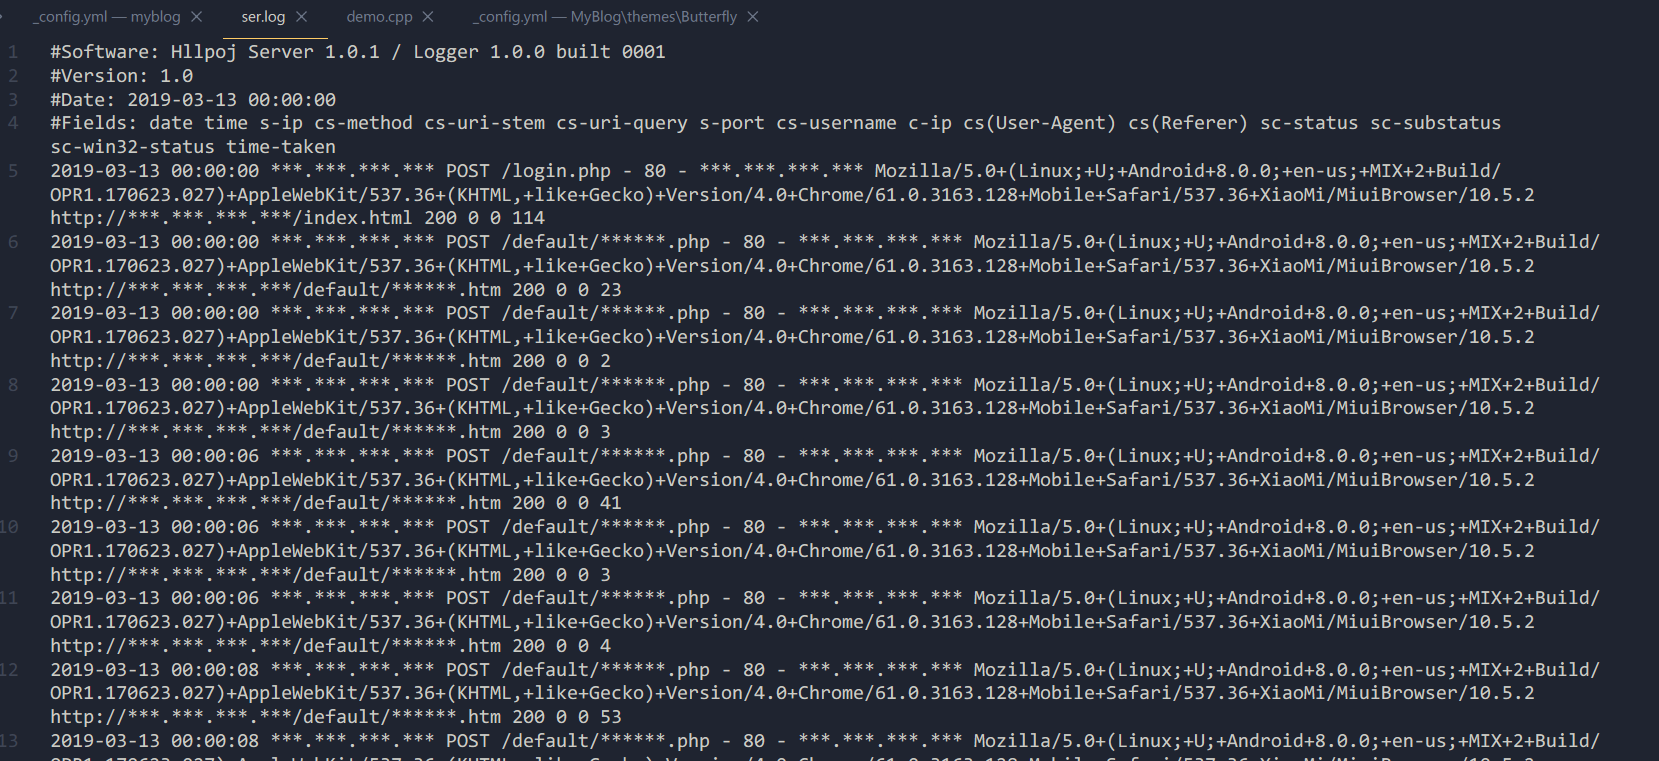 _config.yml — myblog × ser.log × demo.cpp × _config.yml — MyBlog\themes\Butterfly ×
1 #Software: Hllpoj Server 1.0.1 / Logger 1.0.0 built 0001
2 #Version: 1.0
3 #Date: 2019-03-13 00:00:00
4 #Fields: date time s-ip cs-method cs-uri-stem cs-uri-query s-port cs-username c-ip cs(User-Agent) cs(Referer) sc-status sc-substatus
sc-win32-status time-taken
5 2019-03-13 00:00:00 ***.***.***.*** POST /login.php - 80 - ***.***.***.*** Mozilla/5.0+(Linux;+U;+Android+8.0.0;+en-us;+MIX+2+Build/
OPR1.170623.027)+AppleWebKit/537.36+(KHTML,+like+Gecko)+Version/4.0+Chrome/61.0.3163.128+Mobile+Safari/537.36+XiaoMi/MiuiBrowser/10.5.2
http://***.***.***.***/index.html 200 0 0 114
6 2019-03-13 00:00:00 ***.***.***.*** POST /default/******.php - 80 - ***.***.***.*** Mozilla/5.0+(Linux;+U;+Android+8.0.0;+en-us;+MIX+2+Build/
OPR1.170623.027)+AppleWebKit/537.36+(KHTML,+like+Gecko)+Version/4.0+Chrome/61.0.3163.128+Mobile+Safari/537.36+XiaoMi/MiuiBrowser/10.5.2
http://***.***.***.***/default/******.htm 200 0 0 23
7 2019-03-13 00:00:00 ***.***.***.*** POST /default/******.php - 80 - ***.***.***.*** Mozilla/5.0+(Linux;+U;+Android+8.0.0;+en-us;+MIX+2+Build/
OPR1.170623.027)+AppleWebKit/537.36+(KHTML,+like+Gecko)+Version/4.0+Chrome/61.0.3163.128+Mobile+Safari/537.36+XiaoMi/MiuiBrowser/10.5.2
http://***.***.***.***/default/******.htm 200 0 0 2
8 2019-03-13 00:00:00 ***.***.***.*** POST /default/******.php - 80 - ***.***.***.*** Mozilla/5.0+(Linux;+U;+Android+8.0.0;+en-us;+MIX+2+Build/
OPR1.170623.027)+AppleWebKit/537.36+(KHTML,+like+Gecko)+Version/4.0+Chrome/61.0.3163.128+Mobile+Safari/537.36+XiaoMi/MiuiBrowser/10.5.2
http://***.***.***.***/default/******.htm 200 0 0 3
9 2019-03-13 00:00:06 ***.***.***.*** POST /default/******.php - 80 - ***.***.***.*** Mozilla/5.0+(Linux;+U;+Android+8.0.0;+en-us;+MIX+2+Build/
OPR1.170623.027)+AppleWebKit/537.36+(KHTML,+like+Gecko)+Version/4.0+Chrome/61.0.3163.128+Mobile+Safari/537.36+XiaoMi/MiuiBrowser/10.5.2
http://***.***.***.***/default/******.htm 200 0 0 41
10 2019-03-13 00:00:06 ***.***.***.*** POST /default/******.php - 80 - ***.***.***.*** Mozilla/5.0+(Linux;+U;+Android+8.0.0;+en-us;+MIX+2+Build/
OPR1.170623.027)+AppleWebKit/537.36+(KHTML,+like+Gecko)+Version/4.0+Chrome/61.0.3163.128+Mobile+Safari/537.36+XiaoMi/MiuiBrowser/10.5.2
http://***.***.***.***/default/******.htm 200 0 0 3
11 2019-03-13 00:00:06 ***.***.***.*** POST /default/******.php - 80 - ***.***.***.*** Mozilla/5.0+(Linux;+U;+Android+8.0.0;+en-us;+MIX+2+Build/
OPR1.170623.027)+AppleWebKit/537.36+(KHTML,+like+Gecko)+Version/4.0+Chrome/61.0.3163.128+Mobile+Safari/537.36+XiaoMi/MiuiBrowser/10.5.2
http://***.***.***.***/default/******.htm 200 0 0 4
12 2019-03-13 00:00:08 ***.***.***.*** POST /default/******.php - 80 - ***.***.***.*** Mozilla/5.0+(Linux;+U;+Android+8.0.0;+en-us;+MIX+2+Build/
OPR1.170623.027)+AppleWebKit/537.36+(KHTML,+like+Gecko)+Version/4.0+Chrome/61.0.3163.128+Mobile+Safari/537.36+XiaoMi/MiuiBrowser/10.5.2
http://***.***.***.***/default/******.htm 200 0 0 53
13 2019-03-13 00:00:08 ***.***.***.*** POST /default/******.php - 80 - ***.***.***.*** Mozilla/5.0+(Linux;+U;+Android+8.0.0;+en-us;+MIX+2+Build/